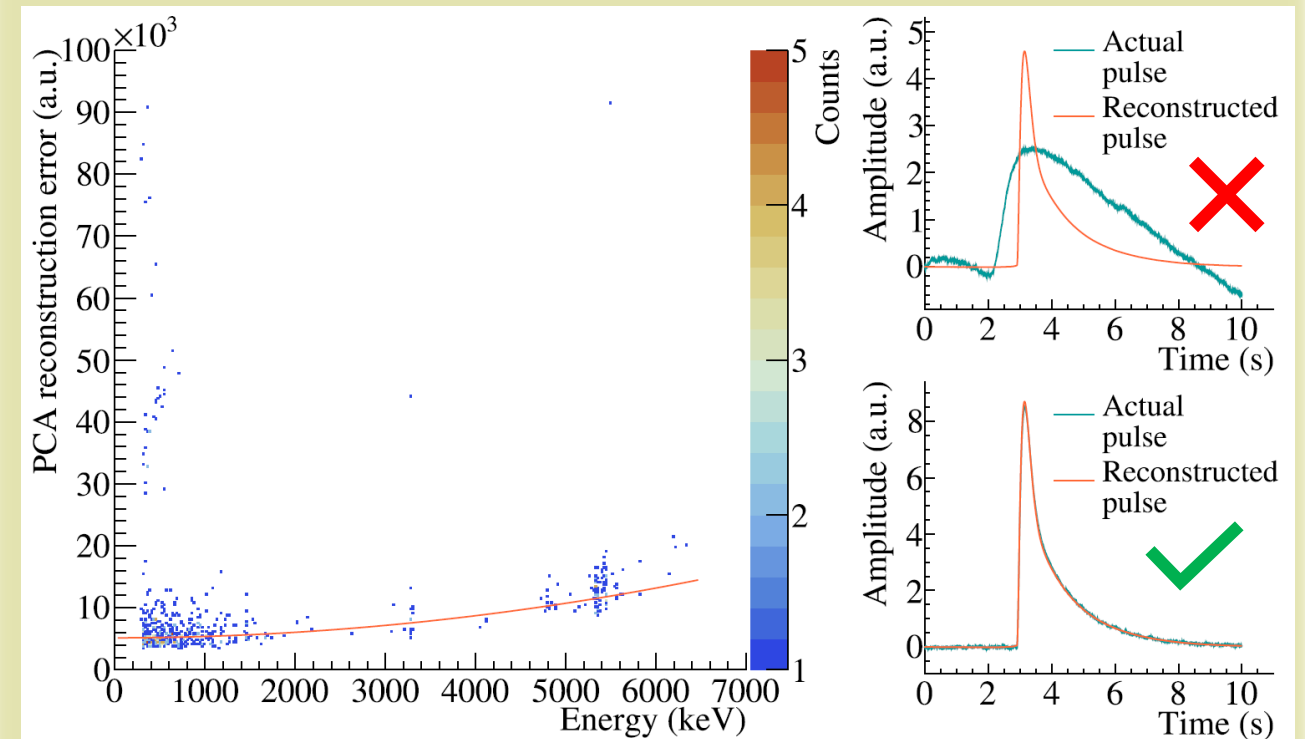 ×10³
100
90
80
70
60
50
40
30
20
10
0
PCA reconstruction error (a.u.)
0 1000 2000 3000 4000 5000 6000 7000
Energy (keV)
5
4
3
2
1
Counts
Amplitude (a.u.)
5
4
3
2
1
0
Actual
pulse
Reconstructed
pulse
0 2 4 6 8 10
Time (s)
Amplitude (a.u.)
8
6
4
2
0
Actual
pulse
Reconstructed
pulse
0 2 4 6 8 10
Time (s)